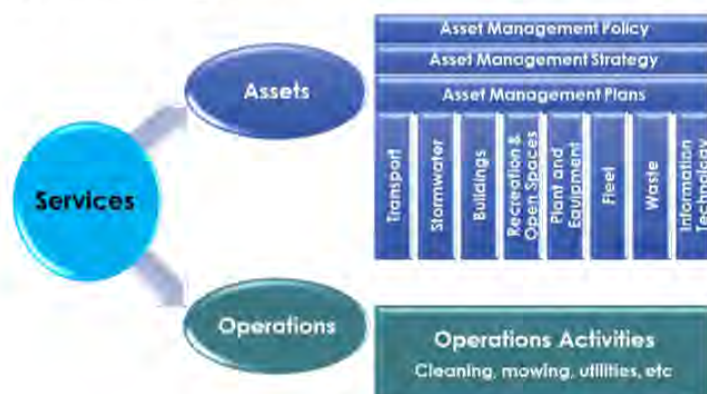 Services
Assets
Asset Management Policy
Asset Management Strategy
Asset Management Plans
Transport
Stormwater
Buildings
Recreation &
Open Spaces
Plant and
Equipment
Fleet
Waste
Information
Technology
Operations
Operations Activities
Cleaning, mowing, utilities, etc